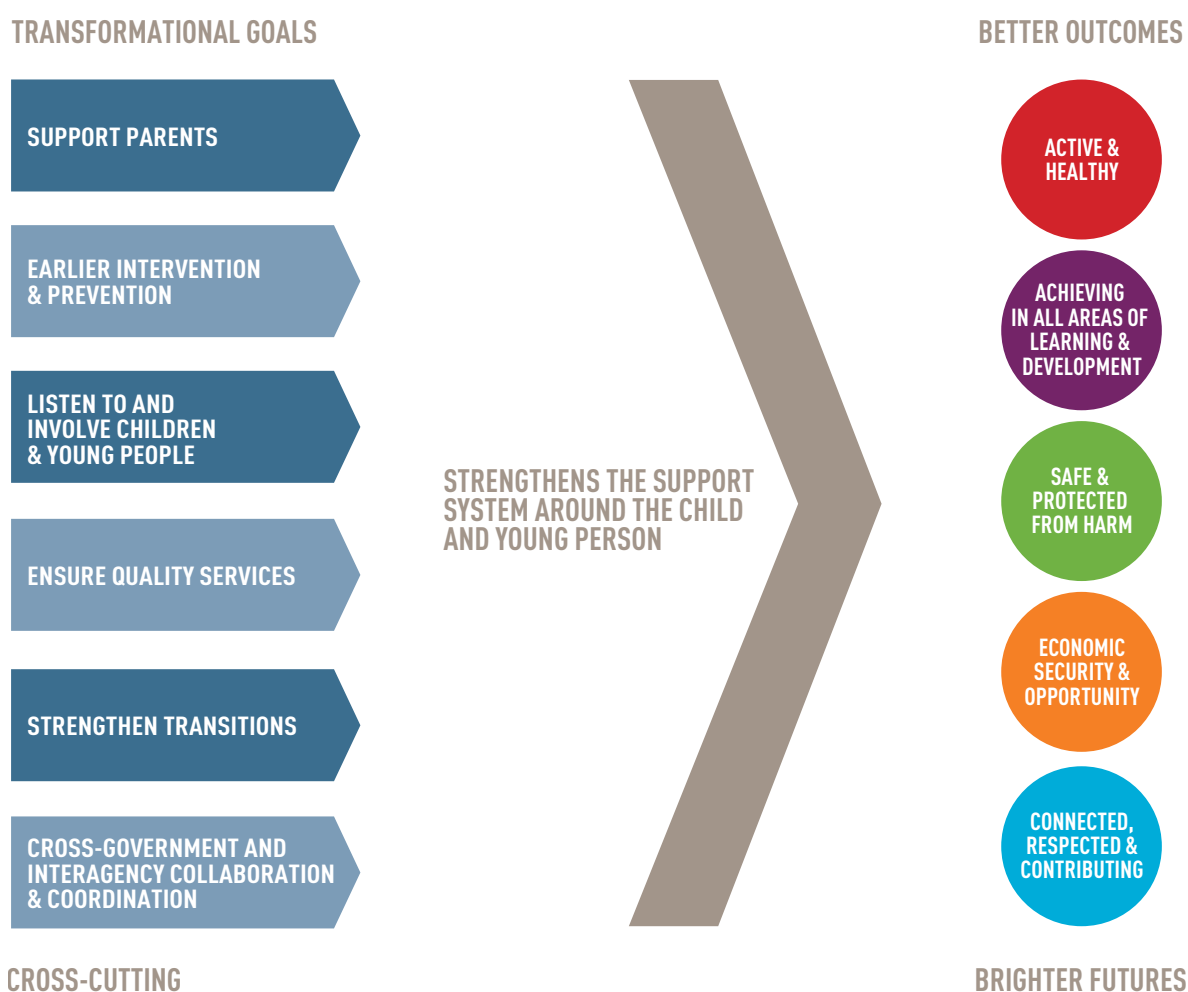 TRANSFORMATIONAL GOALS
SUPPORT PARENTS
EARLIER INTERVENTION
& PREVENTION
LISTEN TO AND
INVOLVE CHILDREN
& YOUNG PEOPLE
ENSURE QUALITY SERVICES
STRENGTHEN TRANSITIONS
CROSS-GOVERNMENT AND
INTERAGENCY COLLABORATION
& COORDINATION
CROSS-CUTTING
STRENGTHENS THE SUPPORT
SYSTEM AROUND THE CHILD
AND YOUNG PERSON
BETTER OUTCOMES
ACTIVE &
HEALTHY
ACHIEVING
IN ALL AREAS OF
LEARNING &
DEVELOPMENT
SAFE &
PROTECTED
FROM HARM
ECONOMIC
SECURITY &
OPPORTUNITY
CONNECTED,
RESPECTED &
CONTRIBUTING
BRIGHTER FUTURES